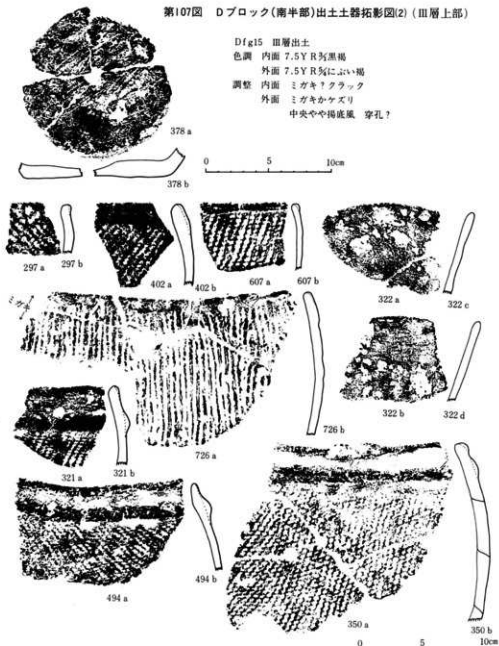 第107図 Dブロック(南半部)出土土器拓影図(2)(Ⅲ層上部)
Dfg15 Ⅲ層出土
色調 内面 7.5YR 黒褐
外面 7.5YR にぶい褐
調整 内面 ミガキ?クラック
外面 ミガキかケズリ
中央やや揚底風 穿孔?
378 a
378 b
0 5 10cm
297 a
297 b
402 a
402 b
607 a
607 b
322 a
322 c
ミガキ
322 b
322 d
726 a
726 b
321 a
321 b
494 a
494 b
350 a
350 b
0 5 10cm